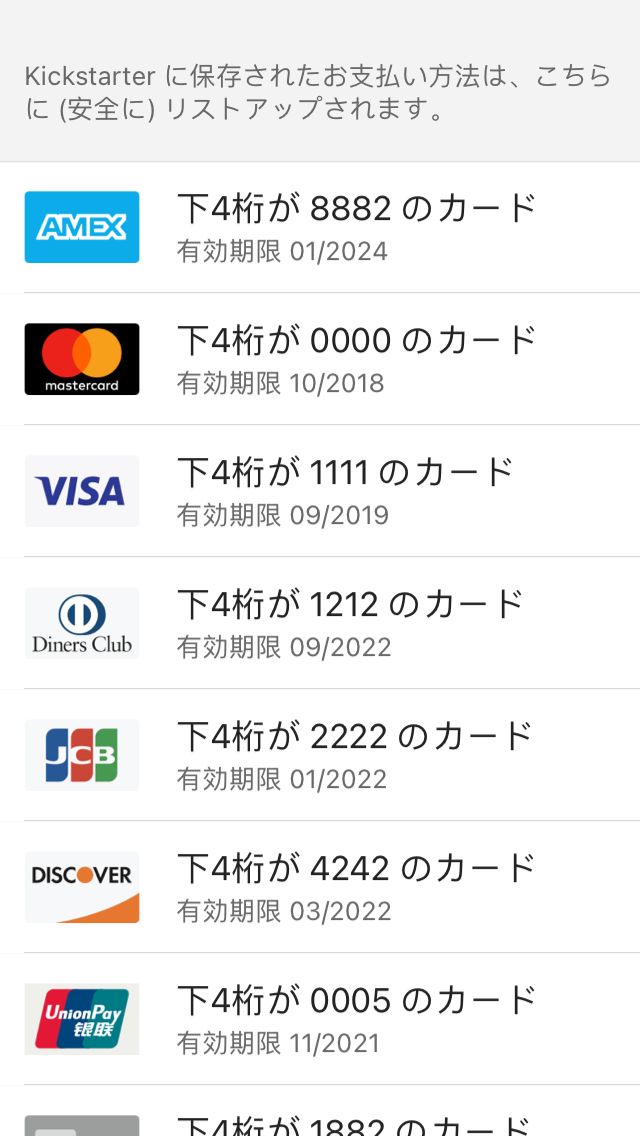 Kickstarter に保存されたお支払い方法は、こちら
に (安全に) リストアップされます。
AMEX
下4桁が 8882 のカード
有効期限 01/2024
mastercard
下4桁が 0000 のカード
有効期限 10/2018
VISA
下4桁が 1111 のカード
有効期限 09/2019
Diners Club
下4桁が 1212 のカード
有効期限 09/2022
JCB
下4桁が 2222 のカード
有効期限 01/2022
DISCOVER
下4桁が 4242 のカード
有効期限 03/2022
UnionPay
银联
下4桁が 0005 のカード
有効期限 11/2021
下4桁が 1882 のカード